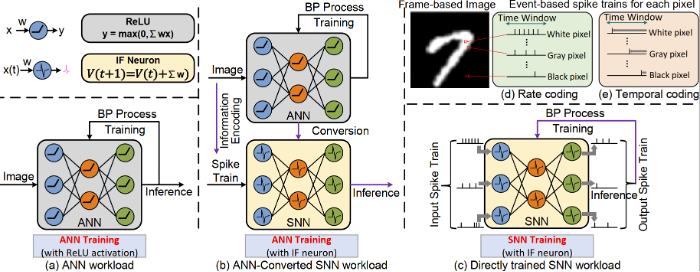 x
w
y
ReLU
y = max(0, Σ wx)
x(t)
w
IF Neuron
V(t+1)=V(t)+Σ w)
BP Process
Training
Image
Inference
ANN
ANN Training
(with ReLU activation)
(a) ANN workload
BP Process
Training
Image
ANN
Information
Encoding
Conversion
Spike
Train
Inference
SNN
ANN Training
(with IF neuron)
(b) ANN-Converted SNN workload
Frame-based Image
Event-based spike trains for each pixel
Time Window
White pixel
Gray pixel
Black pixel
(d) Rate coding
Time Window
White pixel
Gray pixel
Black pixel
(e) Temporal coding
BP Process
Training
Input Spike Train
Inference
Output Spike Train
SNN
SNN Training
(with IF neuron)
(c) Directly trained SNN workload